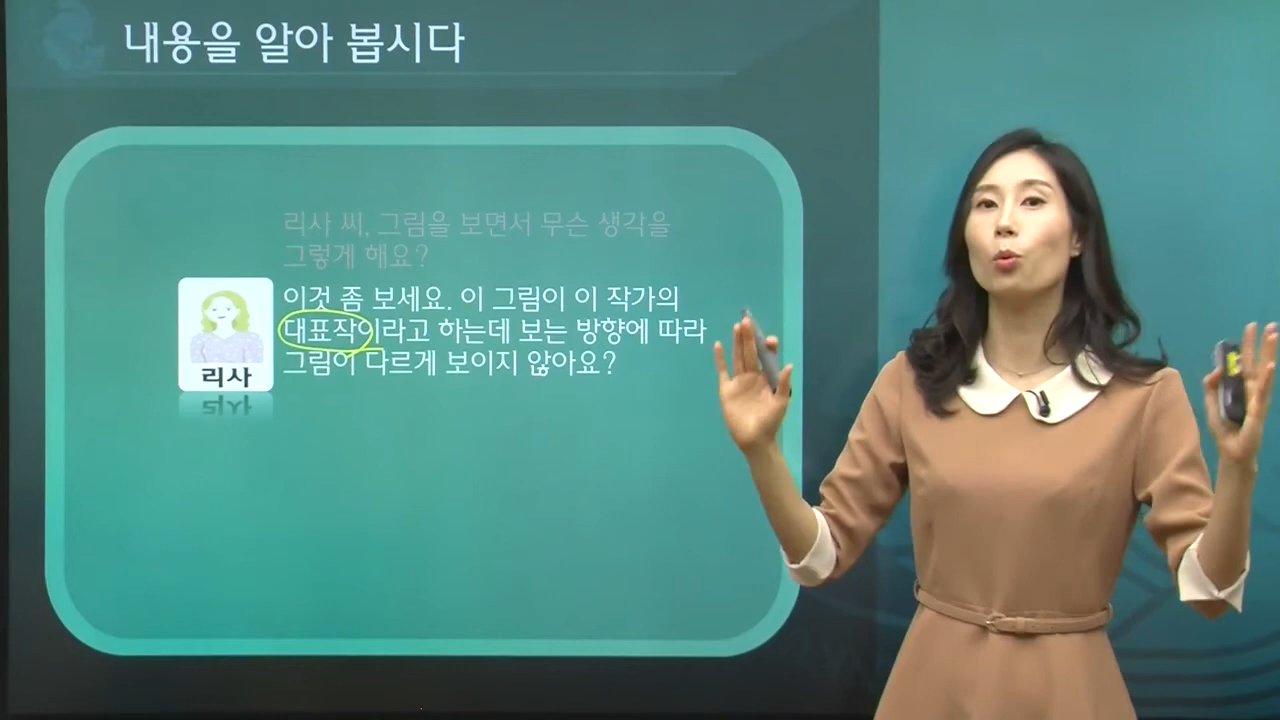 내용을 알아 봅시다
리사 씨, 그림을 보면서 무슨 생각을
그렇게 해요?
이것 좀 보세요. 이 그림이 이 작가의
대표작이라고 하는데 보는 방향에 따라
그림이 다르게 보이지 않아요?
리사